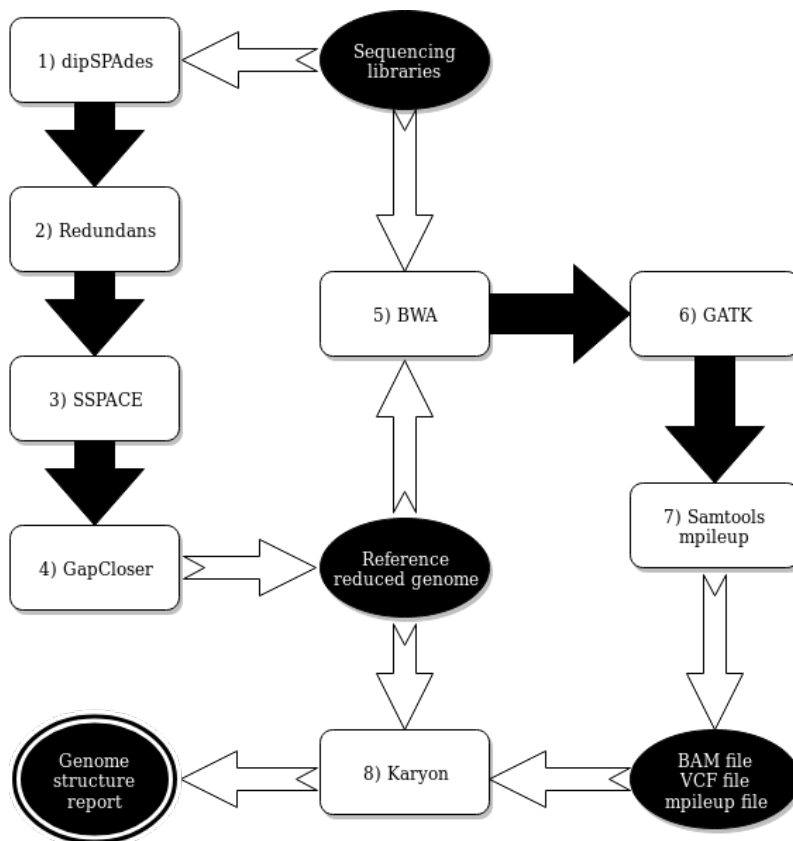 1) dipSPAdes
Sequencing
libraries
2) Redundans
5) BWA
6) GATK
3) SSPACE
7) Samtools
mpileup
4) GapCloser
Reference
reduced genome
Genome
structure
report
8) Karyon
BAM file
VCF file
mpileup file